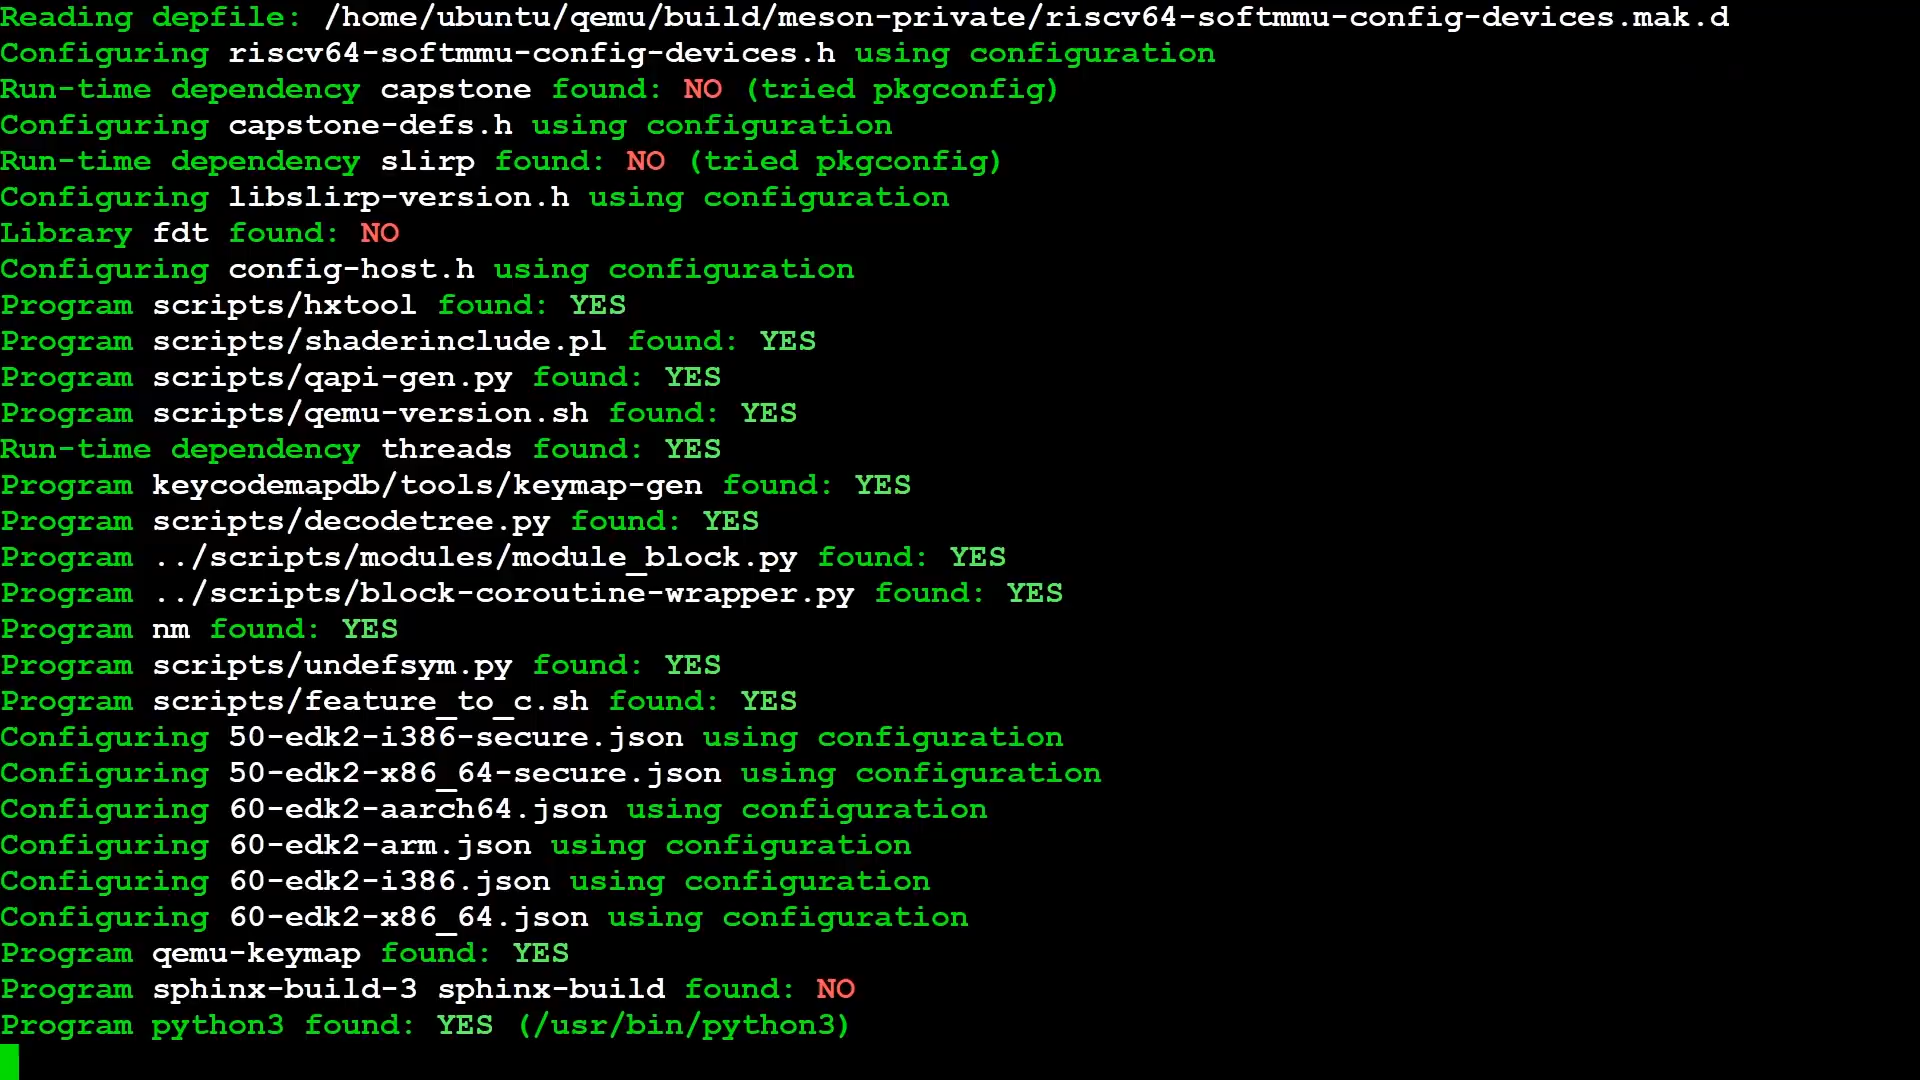 Reading depfile: /home/ubuntu/qemu/build/meson-private/riscv64-softmmu-config-devices.mak.d
Configuring riscv64-softmmu-config-devices.h using configuration
Run-time dependency capstone found: NO (tried pkgconfig)
Configuring capstone-defs.h using configuration
Run-time dependency slirp found: NO (tried pkgconfig)
Configuring libslirp-version.h using configuration
Library fdt found: NO
Configuring config-host.h using configuration
Program scripts/hxtool found: YES
Program scripts/shaderinclude.pl found: YES
Program scripts/qapi-gen.py found: YES
Program scripts/qemu-version.sh found: YES
Run-time dependency threads found: YES
Program keycodemapdb/tools/keymap-gen found: YES
Program scripts/decodetree.py found: YES
Program ../scripts/modules/module_block.py found: YES
Program ../scripts/block-coroutine-wrapper.py found: YES
Program nm found: YES
Program scripts/undefsym.py found: YES
Program scripts/feature_to_c.sh found: YES
Configuring 50-edk2-i386-secure.json using configuration
Configuring 50-edk2-x86_64-secure.json using configuration
Configuring 60-edk2-aarch64.json using configuration
Configuring 60-edk2-arm.json using configuration
Configuring 60-edk2-i386.json using configuration
Configuring 60-edk2-x86_64.json using configuration
Program qemu-keymap found: YES
Program sphinx-build-3 sphinx-build found: NO
Program python3 found: YES (/usr/bin/python3)